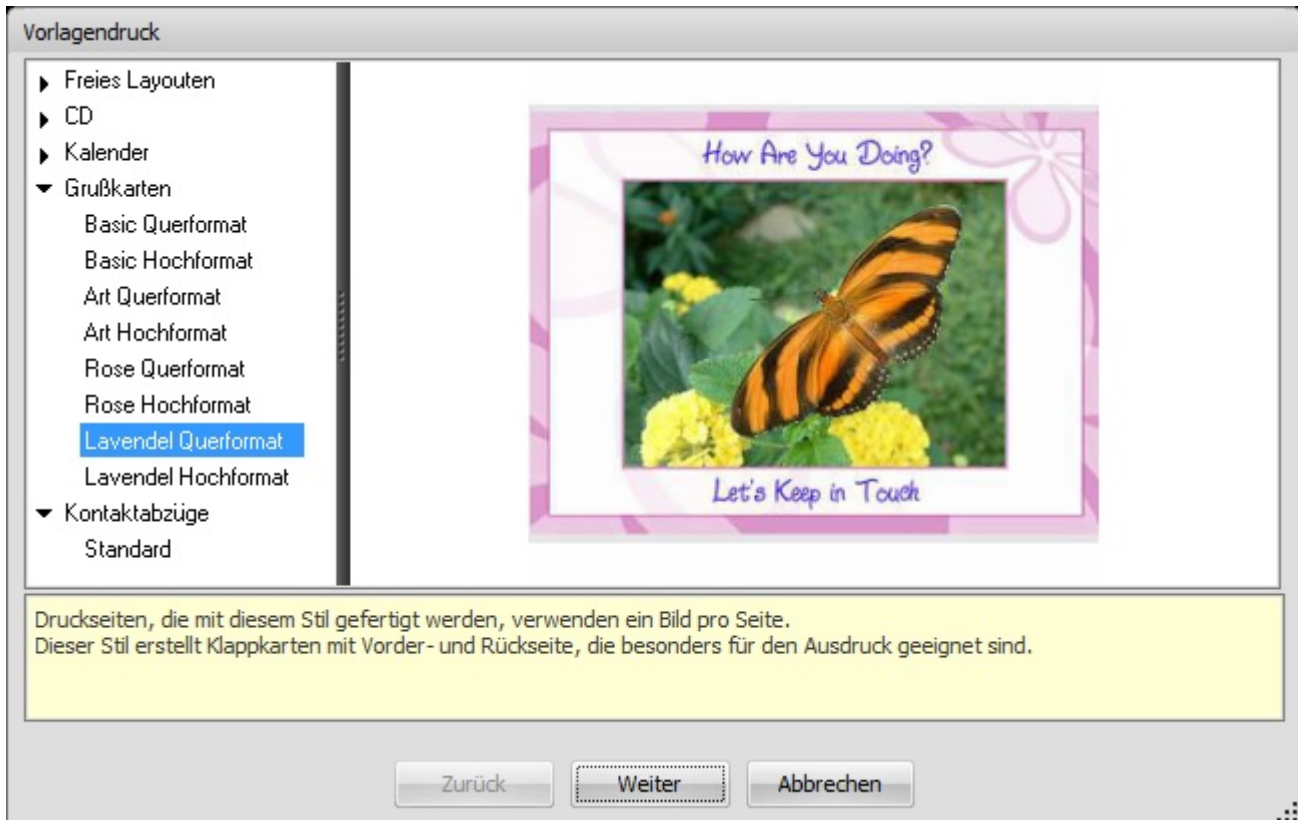 Vorlagendruck
Freies Layouten
CD
Kalender
Grußkarten
Basic Querformat
Basic Hochformat
Art Querformat
Art Hochformat
Rose Querformat
Rose Hochformat
Lavendel Querformat
Lavendel Hochformat
Kontaktabzüge
Standard
How Are You Doing?
Let's Keep in Touch
Druckseiten, die mit diesem Stil gefertigt werden, verwenden ein Bild pro Seite.
Dieser Stil erstellt Klappkarten mit Vorder- und Rückseite, die besonders für den Ausdruck geeignet sind.
Zurück
Weiter
Abbrechen